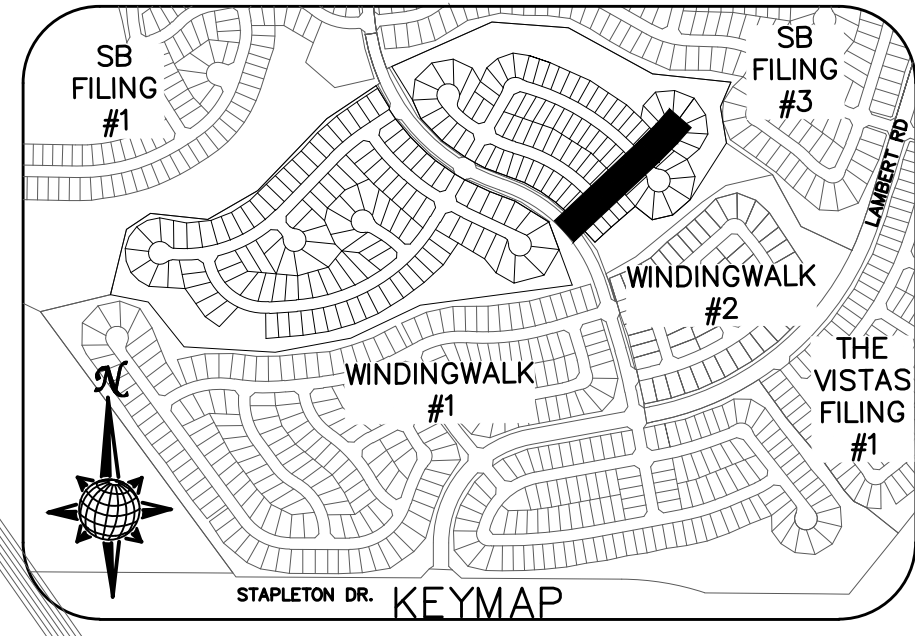 SB
FILING
#1
SB
FILING
#3
LAMBERT RD
WINDINGWALK
#2
THE
VISTAS
FILING
#1
WINDINGWALK
#1
N
STAPLETON DR.
KEYMAP